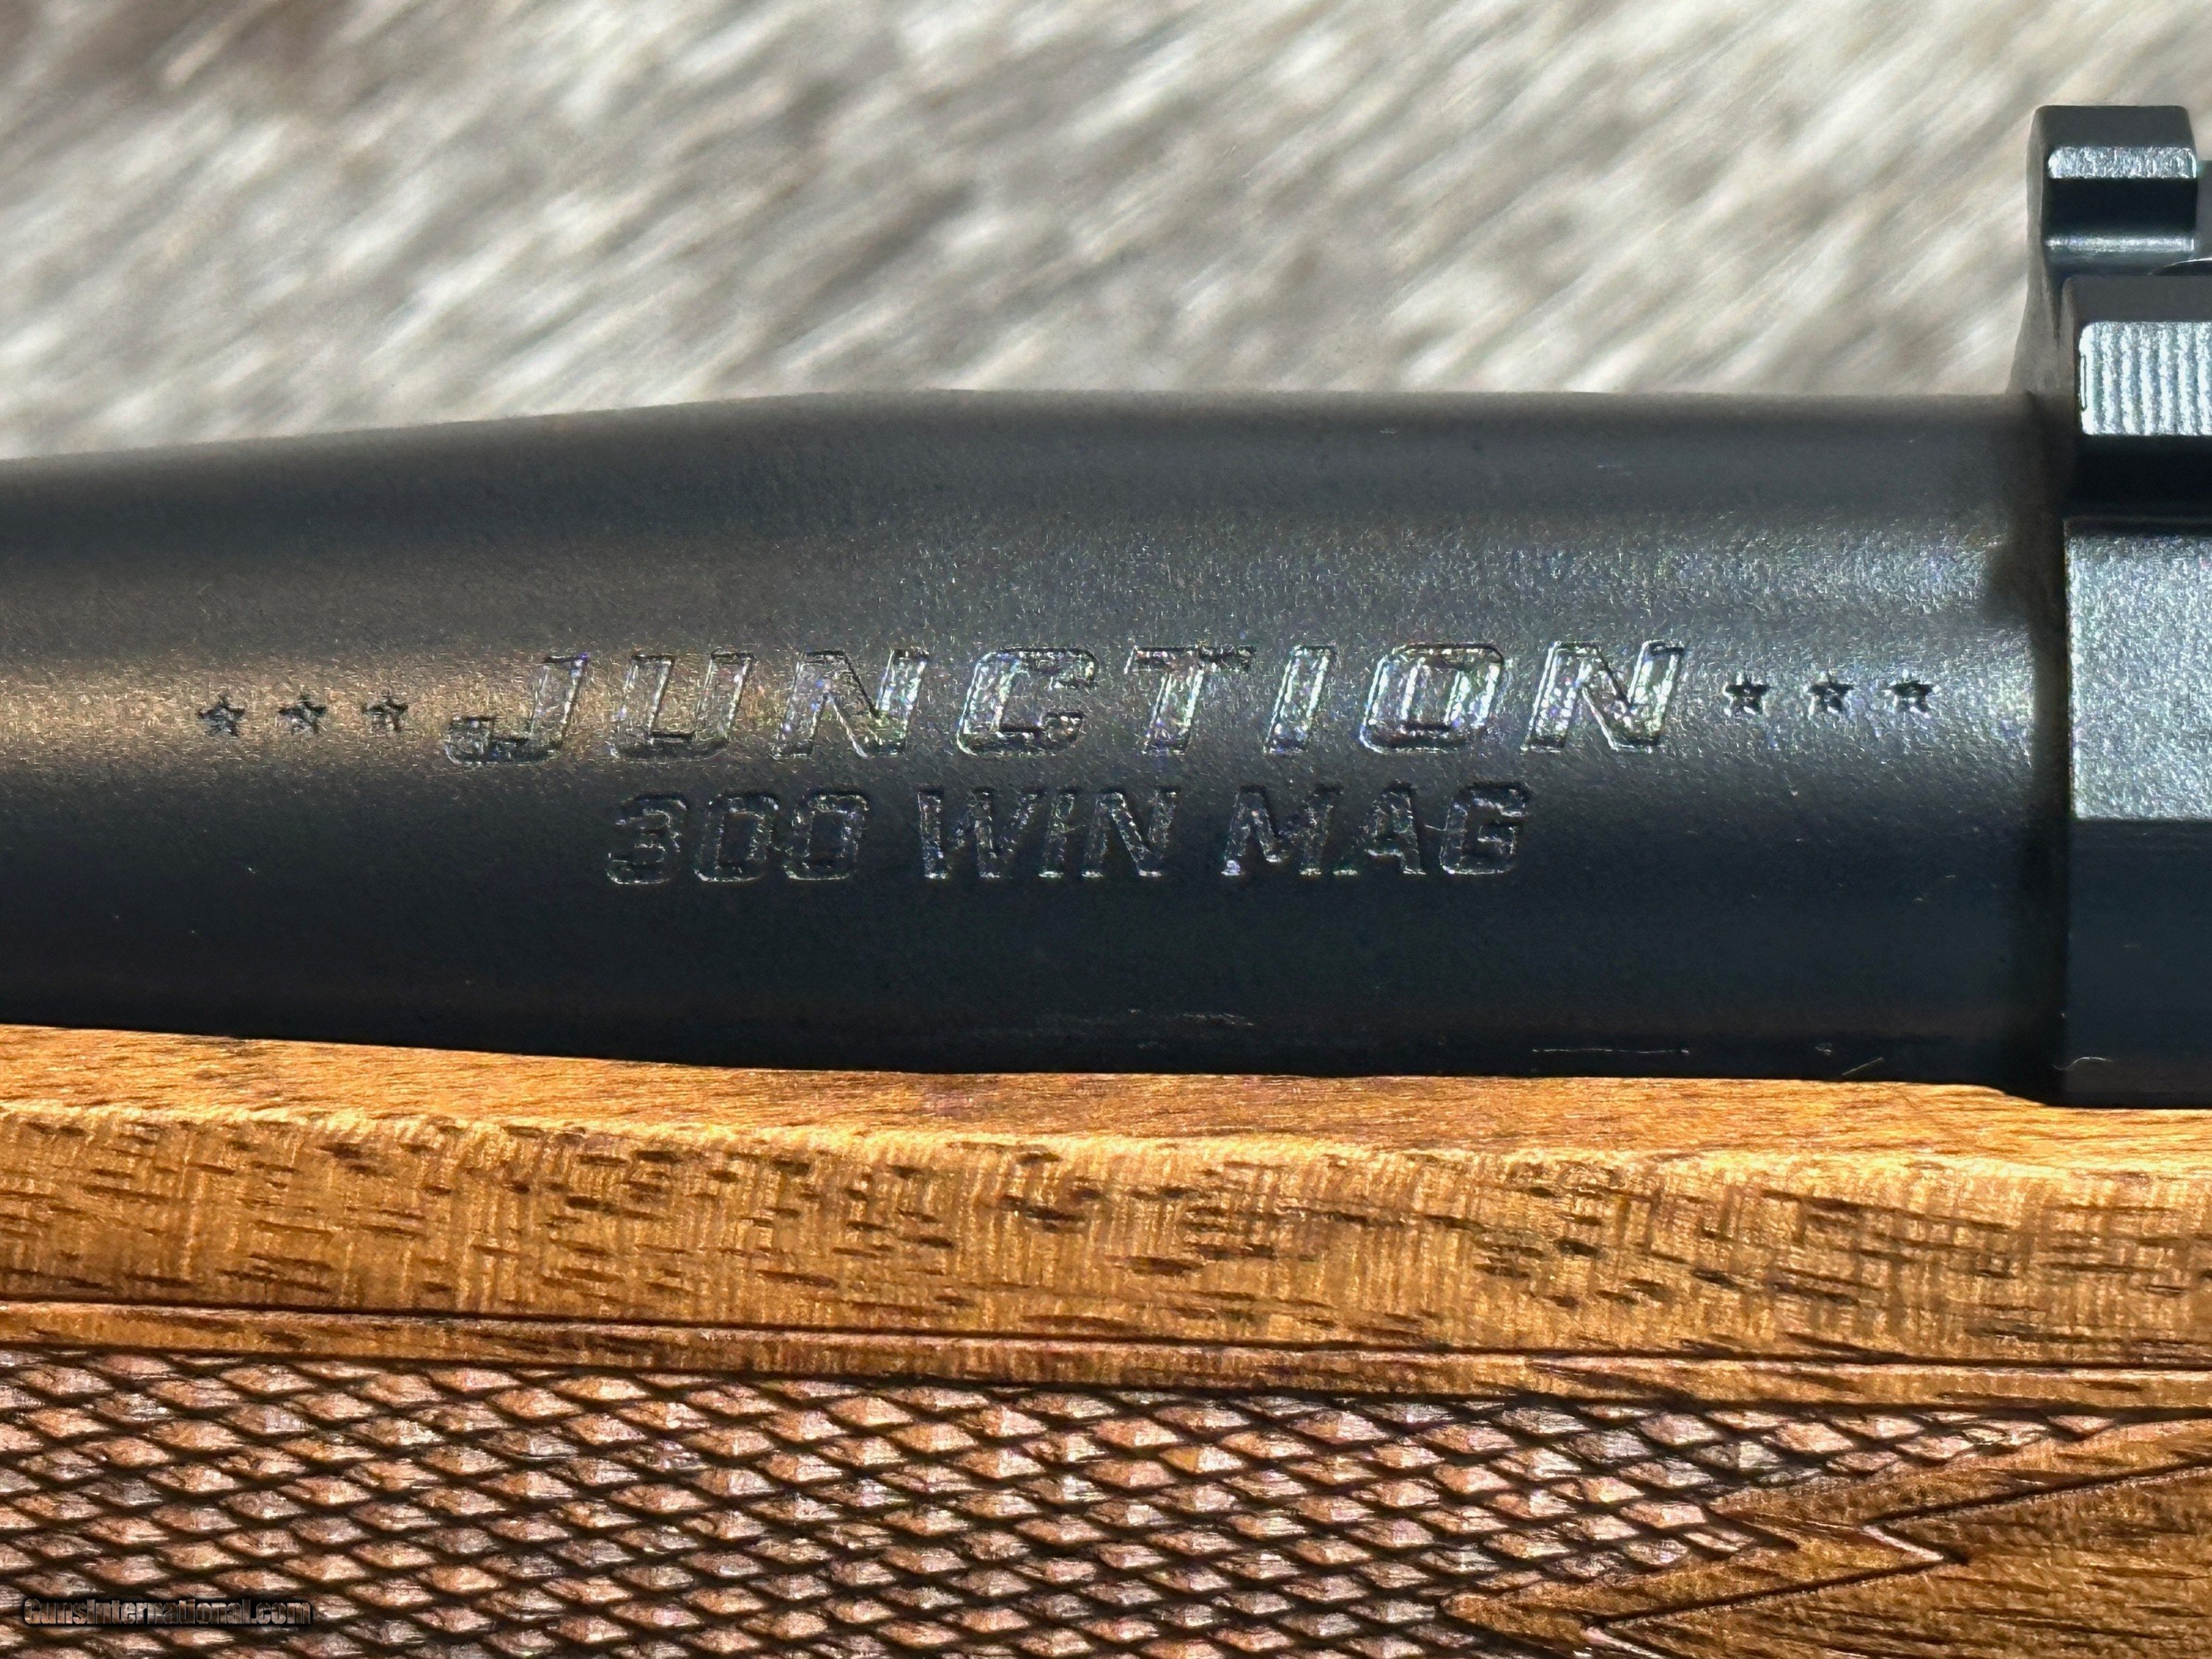 ★ ★ ★ JUNCTION ★ ★ ★
300 WIN MAG
GunsInternational.com